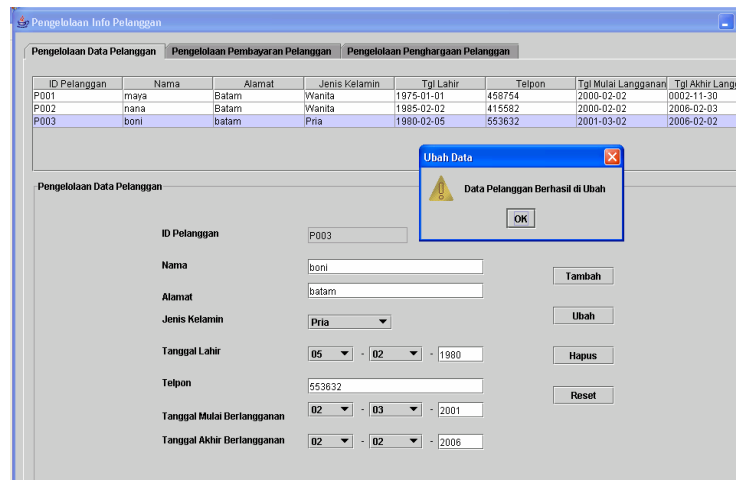 Pengelolaan Info Pelanggan
Pengelolaan Data Pelanggan Pengelolaan Pembayaran Pelanggan Pengelolaan Penghargaan Pelanggan
ID Pelanggan Nama Alamat Jenis Kelamin Tgl Lahir Telpon Tgl Mulai Langganan Tgl Akhir Lang
P001 maya Batam Wanita 1975-01-01 458754 2000-02-02 0002-11-30
P002 nana Batam Wanita 1985-02-02 415582 2000-02-02 2006-02-03
P003 boni batam Pria 1980-02-05 553632 2001-03-02 2006-02-02
Ubah Data
Data Pelanggan Berhasil di Ubah
OK
Pengelolaan Data Pelanggan
ID Pelanggan P003
Nama boni
Tambah
Alamat batam
Jenis Kelamin Pria
Ubah
Tanggal Lahir 05 - 02 - 1980
Hapus
Telpon 553632
Reset
Tanggal Mulai Berlangganan 02 - 03 - 2001
Tanggal Akhir Berlangganan 02 - 02 - 2006